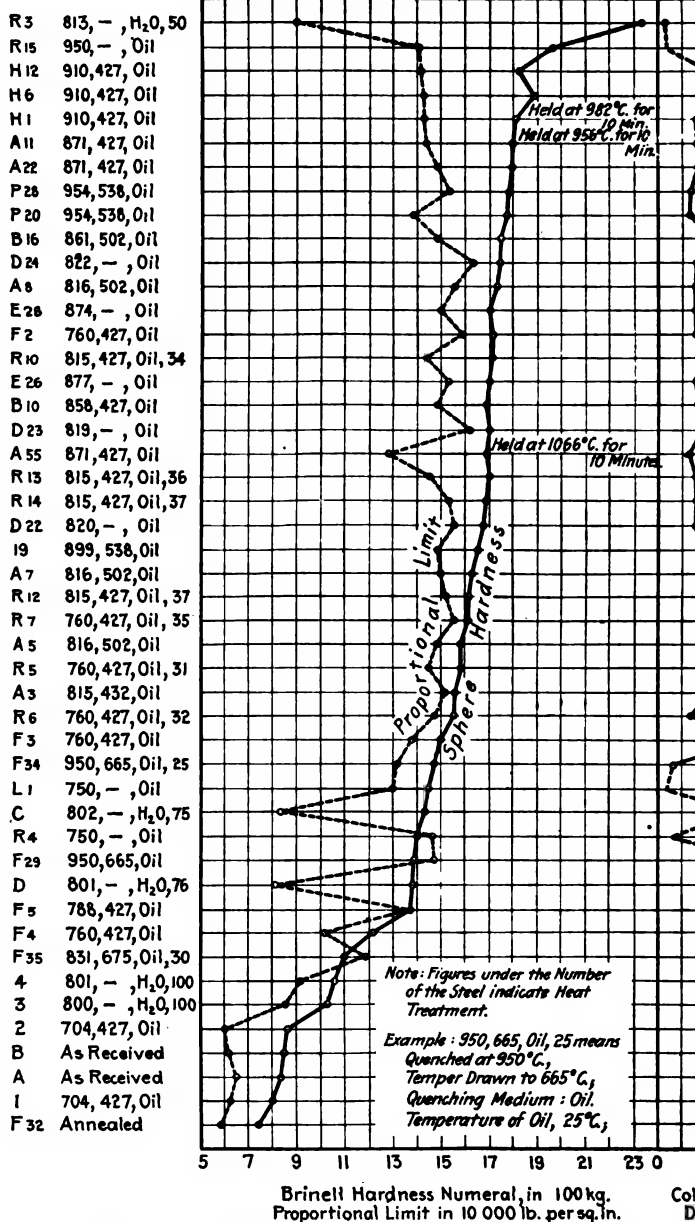 R3 813, - , H₂O, 50
R15 950, - , Oil
H12 910, 427, Oil
H6 910, 427, Oil
H1 910, 427, Oil
A11 871, 427, Oil
A22 871, 427, Oil
P28 954, 538, Oil
P20 954, 538, Oil
B16 861, 502, Oil
D24 822, - , Oil
A8 816, 502, Oil
E28 874, - , Oil
F2 760, 427, Oil
R10 815, 427, Oil, 34
E26 877, - , Oil
B10 858, 427, Oil
D23 819, - , Oil
A55 871, 427, Oil
R13 815, 427, Oil, 36
R14 815, 427, Oil, 37
D22 820, - , Oil
19 899, 538, Oil
A7 816, 502, Oil
R12 815, 427, Oil, 37
R7 760, 427, Oil, 35
A5 816, 502, Oil
R5 760, 427, Oil, 31
A3 815, 432, Oil
R6 760, 427, Oil, 32
F3 760, 427, Oil
F34 950, 665, Oil, 25
L1 750, - , Oil
C 802, - , H₂O, 75
R4 750, - , Oil
F29 950, 665, Oil
D 801, - , H₂O, 76
F5 788, 427, Oil
F4 760, 427, Oil
F35 831, 675, Oil, 30
4 801, - , H₂O, 100
3 800, - , H₂O, 100
2 704, 427, Oil
B As Received
A As Received
1 704, 427, Oil
F32 Annealed
Held at 982°C. for
10 Min.
Held at 956°C. for 10
Min.
Held at 1066°C. for
10 Minutes.
Proportional Limit
Sphere Hardness
Note: Figures under the Number
of the Steel indicate Heat
Treatment.
Example: 950, 665, Oil, 25 means
Quenched at 950°C.,
Temper Drawn to 665°C.,
Quenching Medium: Oil.
Temperature of Oil, 25°C.,
5 7 9 11 13 15 17 19 21 23 0
Brinell Hardness Numeral, in 100 kg.
Proportional Limit in 10 000 lb. per sq. in.